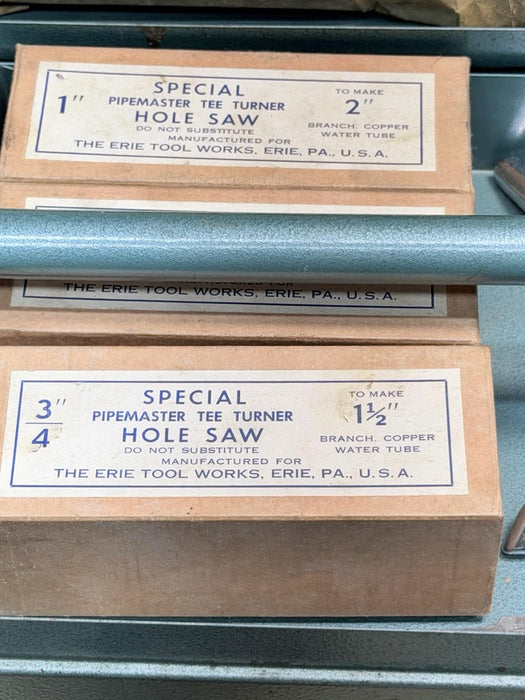 SPECIAL
1" PIPEMASTER TEE TURNER
HOLE SAW
DO NOT SUBSTITUTE
MANUFACTURED FOR
THE ERIE TOOL WORKS, ERIE, PA., U.S.A.
TO MAKE
2"
BRANCH, COPPER
WATER TUBE
THE ERIE TOOL WORKS, ERIE, PA., U.S.A.
3/4"
SPECIAL
PIPEMASTER TEE TURNER
HOLE SAW
DO NOT SUBSTITUTE
MANUFACTURED FOR
THE ERIE TOOL WORKS, ERIE, PA., U.S.A.
TO MAKE
1½"
BRANCH, COPPER
WATER TUBE